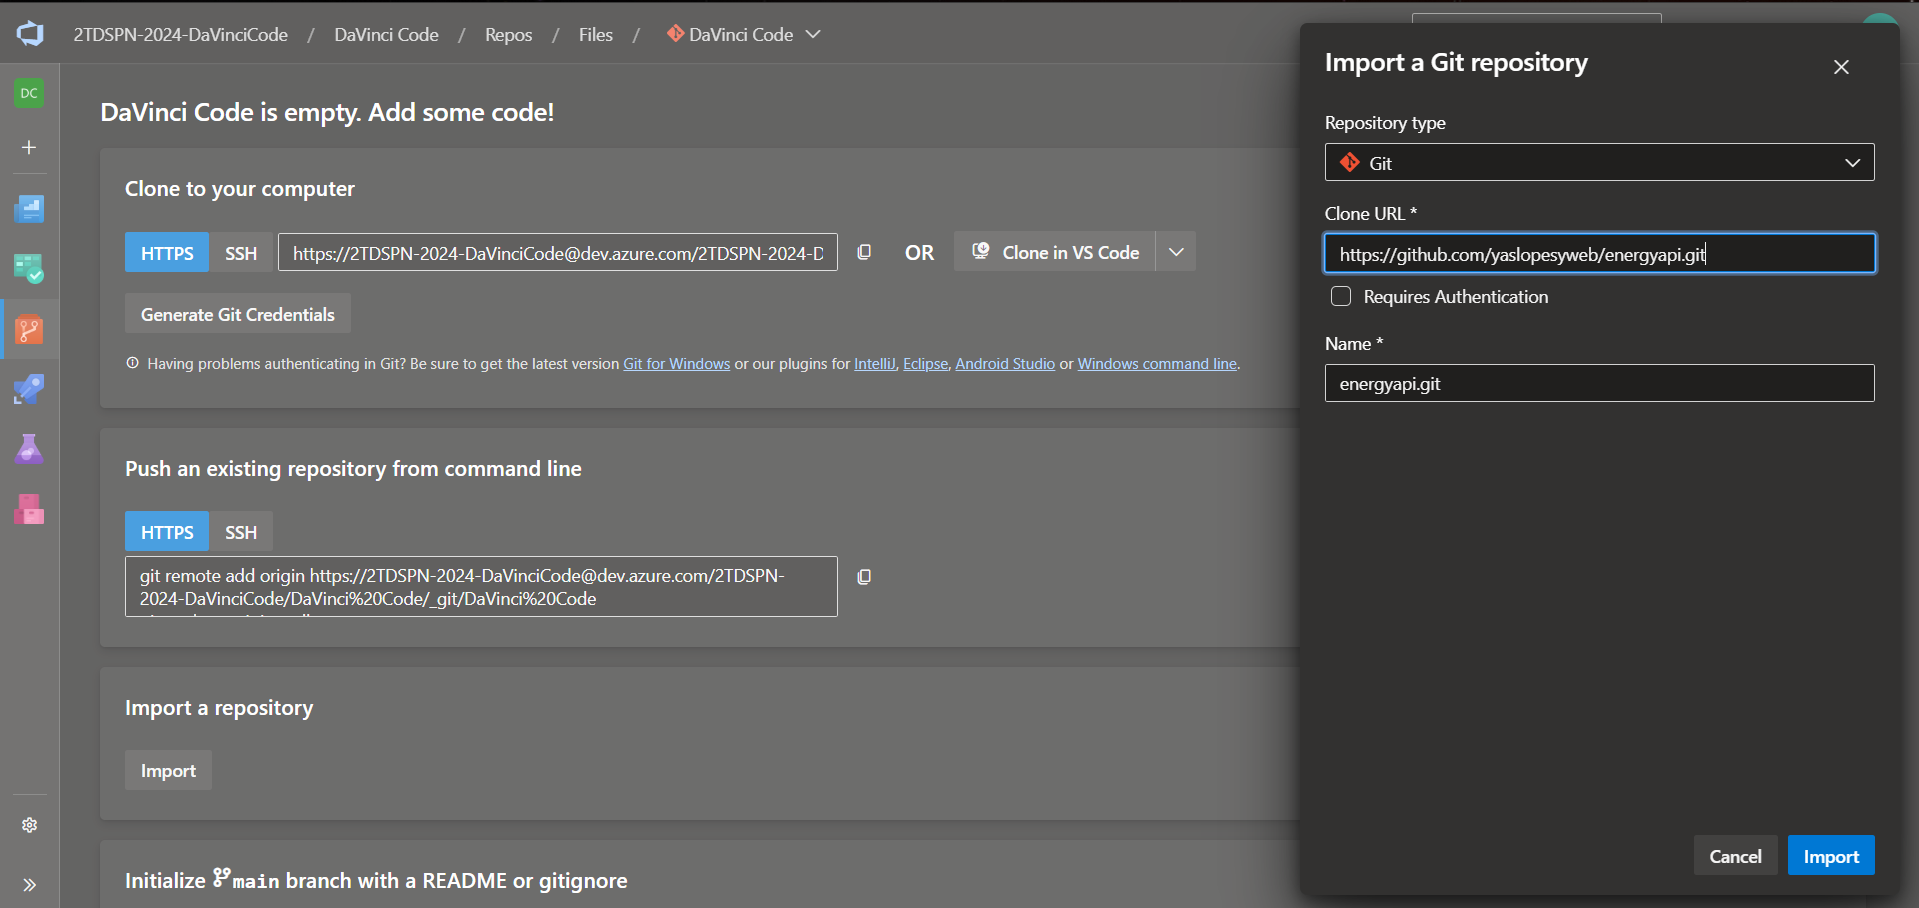 2TDSPN-2024-DaVinciCode / DaVinci Code / Repos / Files / DaVinci Code
DC
DaVinci Code is empty. Add some code!
Clone to your computer
HTTPS SSH https://2TDSPN-2024-DaVinciCode@dev.azure.com/2TDSPN-2024-D OR Clone in VS Code
Generate Git Credentials
Having problems authenticating in Git? Be sure to get the latest version Git for Windows or our plugins for IntelliJ, Eclipse, Android Studio or Windows command line.
Push an existing repository from command line
HTTPS SSH
git remote add origin https://2TDSPN-2024-DaVinciCode@dev.azure.com/2TDSPN-
2024-DaVinciCode/DaVinci%20Code/_git/DaVinci%20Code
Import a repository
Import
Initialize main branch with a README or gitignore
Import a Git repository
Repository type
Git
Clone URL *
https://github.com/yaslopesyweb/energyapi.git
Requires Authentication
Name *
energyapi.git
Cancel Import